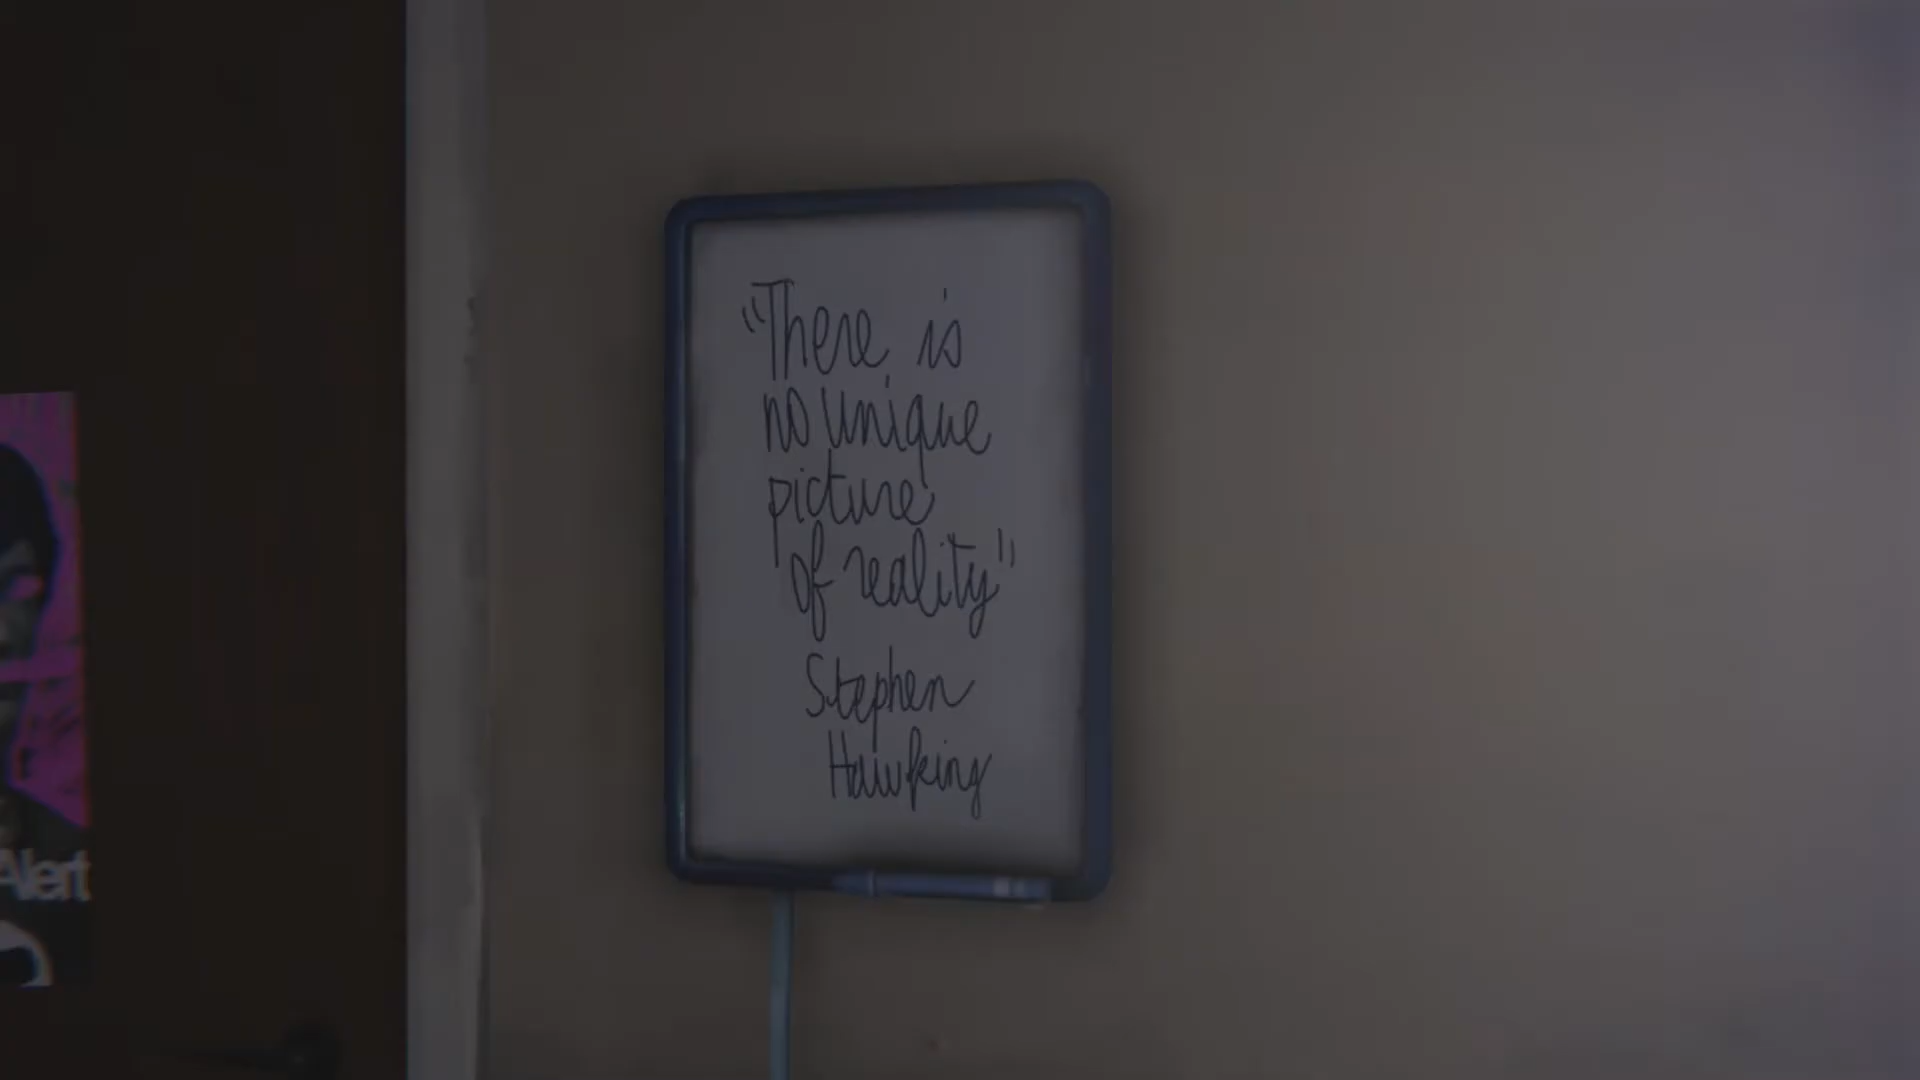 "There is
no unique
picture
of reality"
Stephen
Hawking
Alert